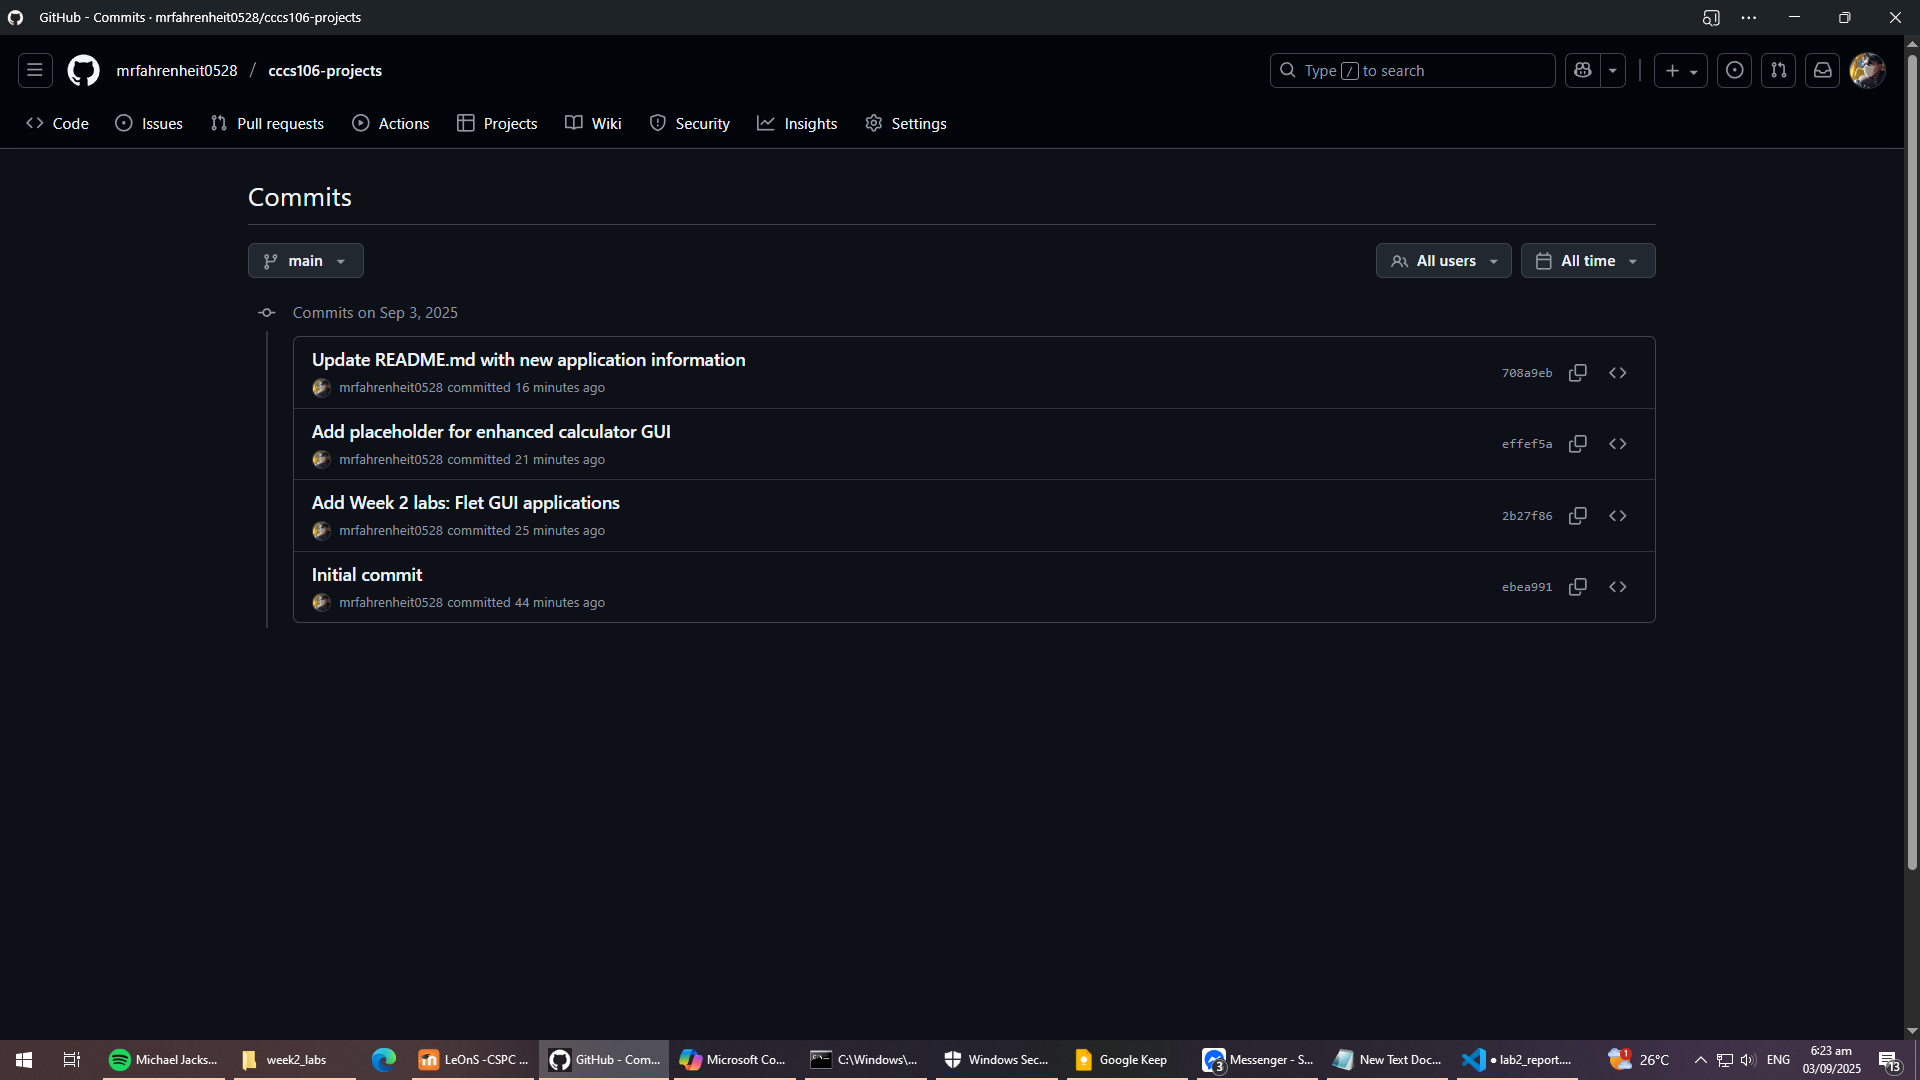 GitHub - Commits · mrfahrenheit0528/cccs106-projects
mrfahrenheit0528 / cccs106-projects
Type / to search
Code Issues Pull requests Actions Projects Wiki Security Insights Settings
Commits
main
All users All time
Commits on Sep 3, 2025
Update README.md with new application information
708a9eb
mrfahrenheit0528 committed 16 minutes ago
Add placeholder for enhanced calculator GUI
effef5a
mrfahrenheit0528 committed 21 minutes ago
Add Week 2 labs: Flet GUI applications
2b27f86
mrfahrenheit0528 committed 25 minutes ago
Initial commit
ebea991
mrfahrenheit0528 committed 44 minutes ago
Michael Jacks... week2_labs LeOnS -CSPC ... GitHub - Com... Microsoft Co... C:\Windows\... Windows Sec... Google Keep 3 Messenger - S... New Text Doc... • lab2_report.... 1 26°C ENG 6:23 am 13
03/09/2025